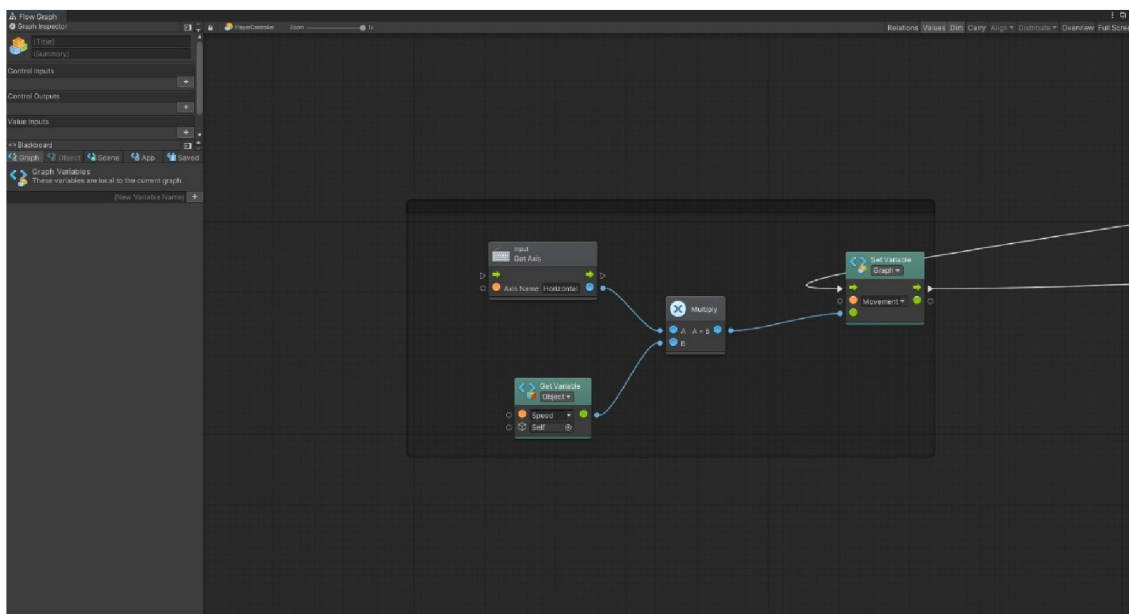 Flow Graph
Graph Inspector
PlayerController
Zoom
1x
Relations Values Dim Carry Align Distribute Overview Full Scree
(Title)
(Summary)
Control Inputs
Control Outputs
Value Inputs
Blackboard
Graph Object Scene App Saved
Graph Variables
These variables are local to the current graph.
(New Variable Name)
Input
Get Axis
Axis Name Horizontal
Multiply
A A × B
B
Get Variable
Object
Speed
Self
Set Variable
Graph
Movement